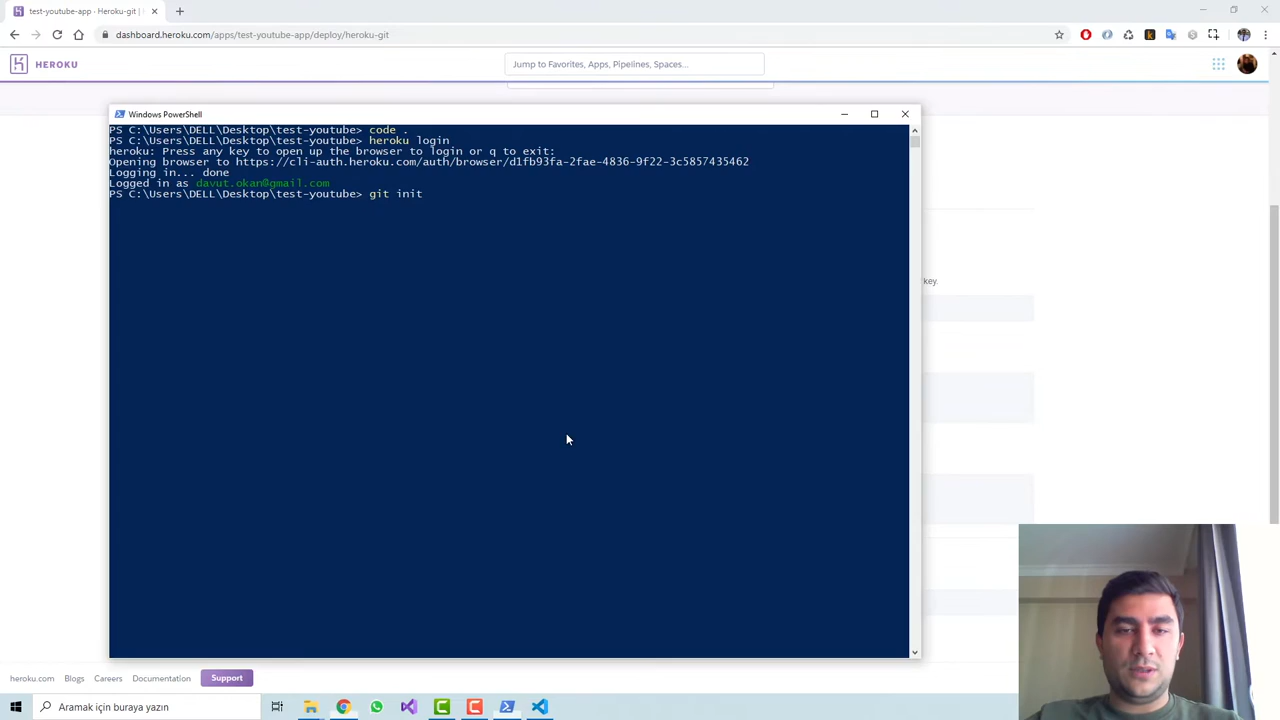 test-youtube-app · Heroku-git |
dashboard.heroku.com/apps/test-youtube-app/deploy/heroku-git
HEROKU
Jump to Favorites, Apps, Pipelines, Spaces...
Windows PowerShell
PS C:\Users\DELL\Desktop\test-youtube> code .
PS C:\Users\DELL\Desktop\test-youtube> heroku login
heroku: Press any key to open up the browser to login or q to exit:
Opening browser to https://cli-auth.heroku.com/auth/browser/d1fb93fa-2fae-4836-9f22-3c5857435462
Logging in... done
Logged in as davut.okan@gmail.com
PS C:\Users\DELL\Desktop\test-youtube> git init
key.
heroku.com Blogs Careers Documentation Support
Aramak için buraya yazın